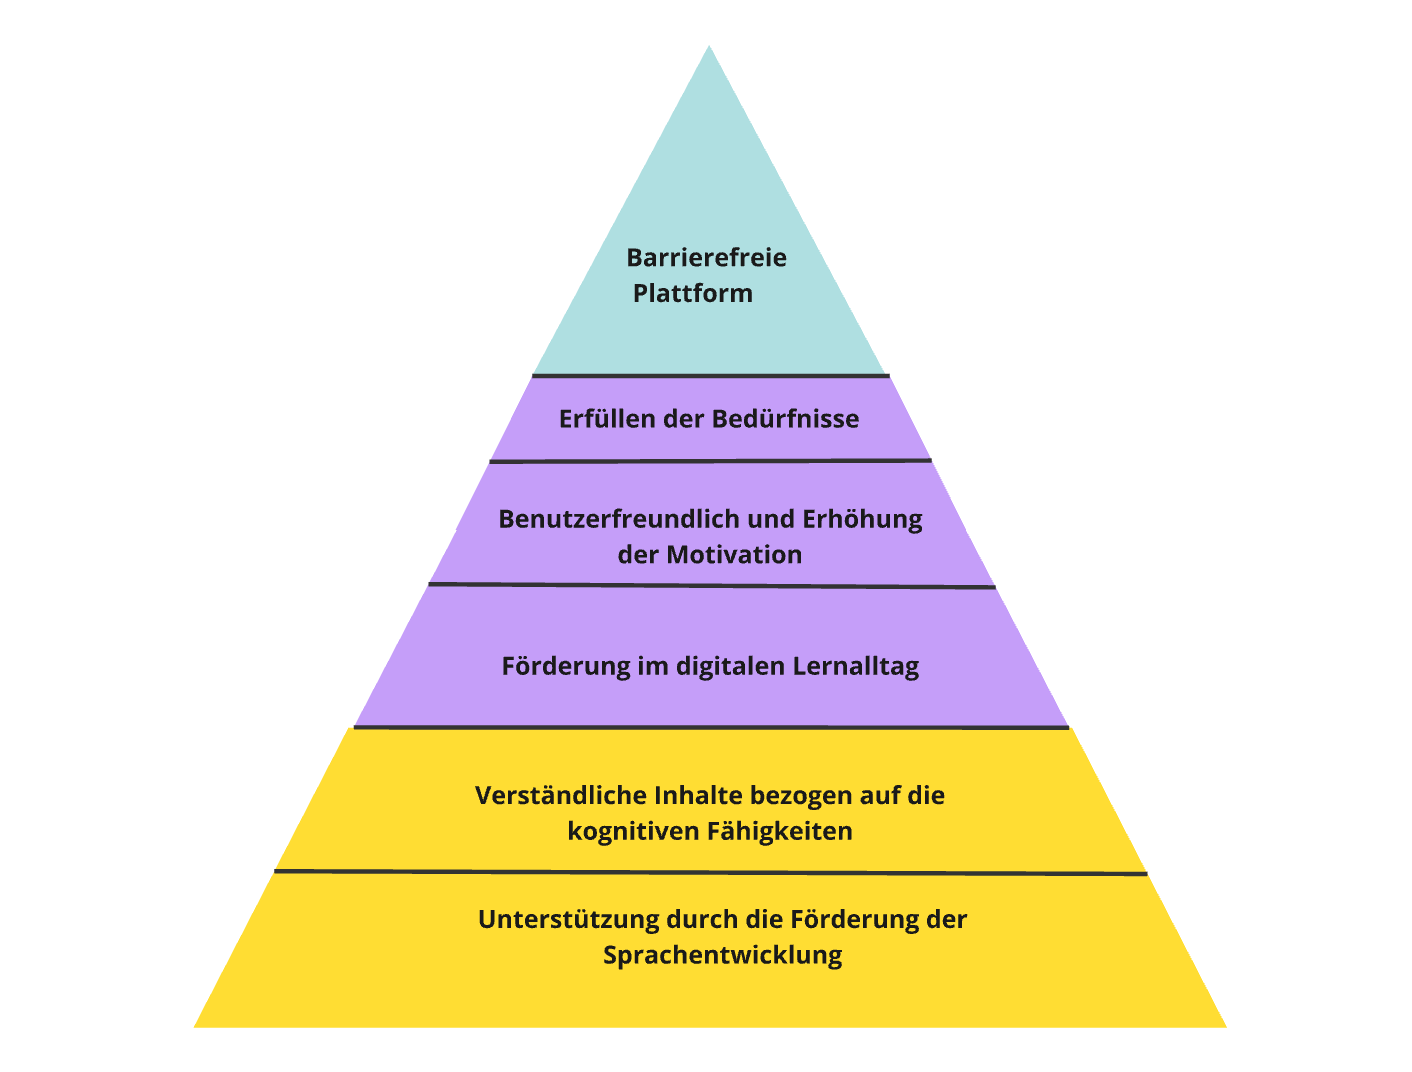 Barrierefreie
Plattform
Erfüllen der Bedürfnisse
Benutzerfreundlich und Erhöhung
der Motivation
Förderung im digitalen Lernalltag
Verständliche Inhalte bezogen auf die
kognitiven Fähigkeiten
Unterstützung durch die Förderung der
Sprachentwicklung